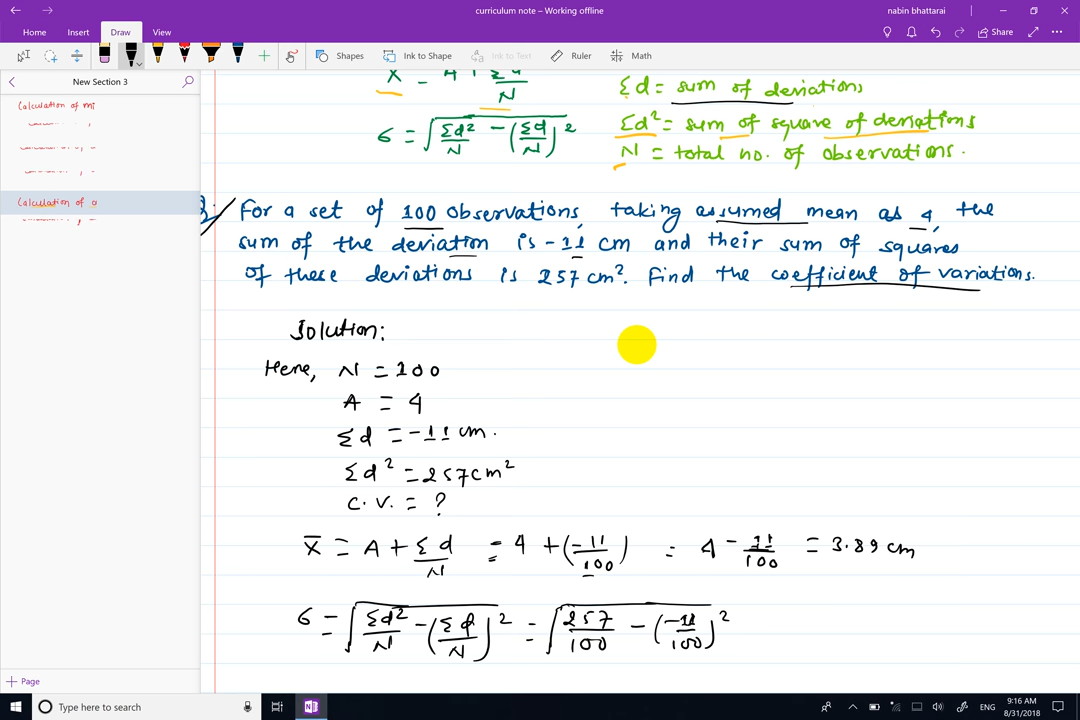 curriculum note – Working offline
nabin bhattarai
Home Insert Draw View
Share
Shapes Ink to Shape Ink to Text Ruler Math
New Section 3
Calculation of mi
Calculation of a
Page
X̄ = A + Σd/N
Σd = sum of deviations
σ = √(Σd²/N − (Σd/N)²)
Σd² = sum of square of deviations
N = total no. of observations.
For a set of 100 observations, taking assumed mean as 4, the
sum of the deviation is -11 cm and their sum of squares
of these deviations is 257 cm². Find the coefficient of variations.
Solution:
Here, N = 100
A = 4
Σd = -11 cm.
Σd² = 257cm²
C.V. = ?
X̄ = A + Σd/N = 4 + (-11/100) = 4 - 11/100 = 3.89 cm
σ = √(Σd²/N - (Σd/N)²) = √(257/100 - (-11/100)²)
Type here to search
ENG
9:16 AM
8/31/2018